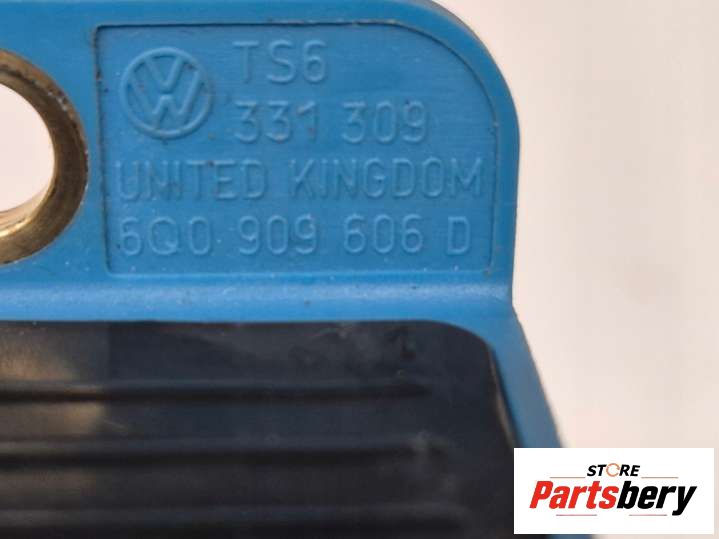 TS6
331 309
UNITED KINGDOM
6Q0 909 606 D
STORE
Partsbery